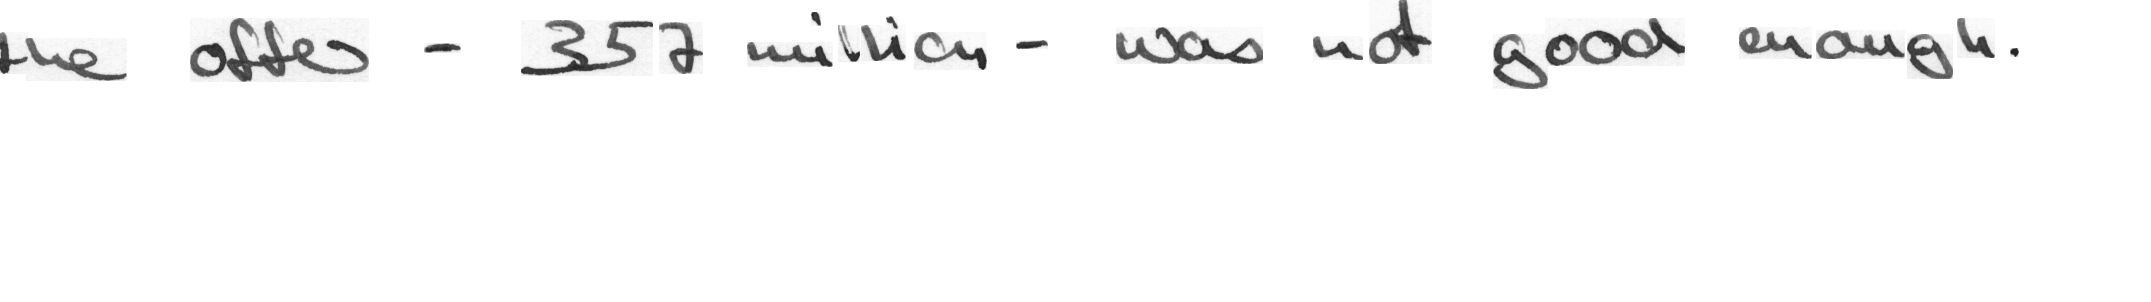 the offer - 357 million - was not good enough.